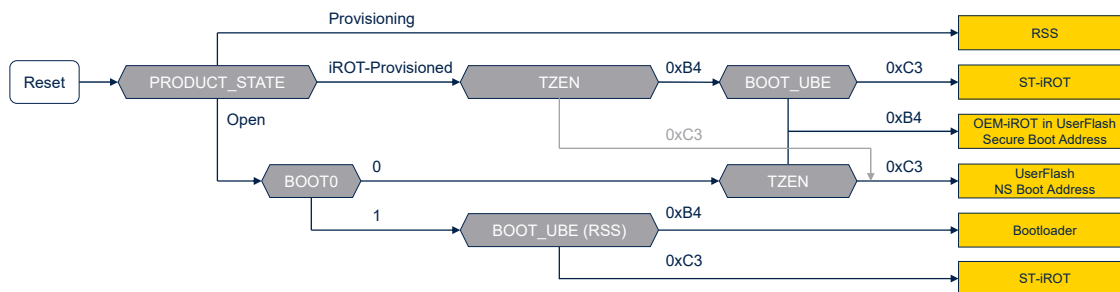 Provisioning
RSS
Reset
PRODUCT_STATE
iROT-Provisioned
TZEN
0xB4
BOOT_UBE
0xC3
ST-iROT
Open
0xC3
0xB4
OEM-iROT in UserFlash
Secure Boot Address
BOOT0
0
TZEN
0xC3
UserFlash
NS Boot Address
1
BOOT_UBE (RSS)
0xB4
Bootloader
0xC3
ST-iROT